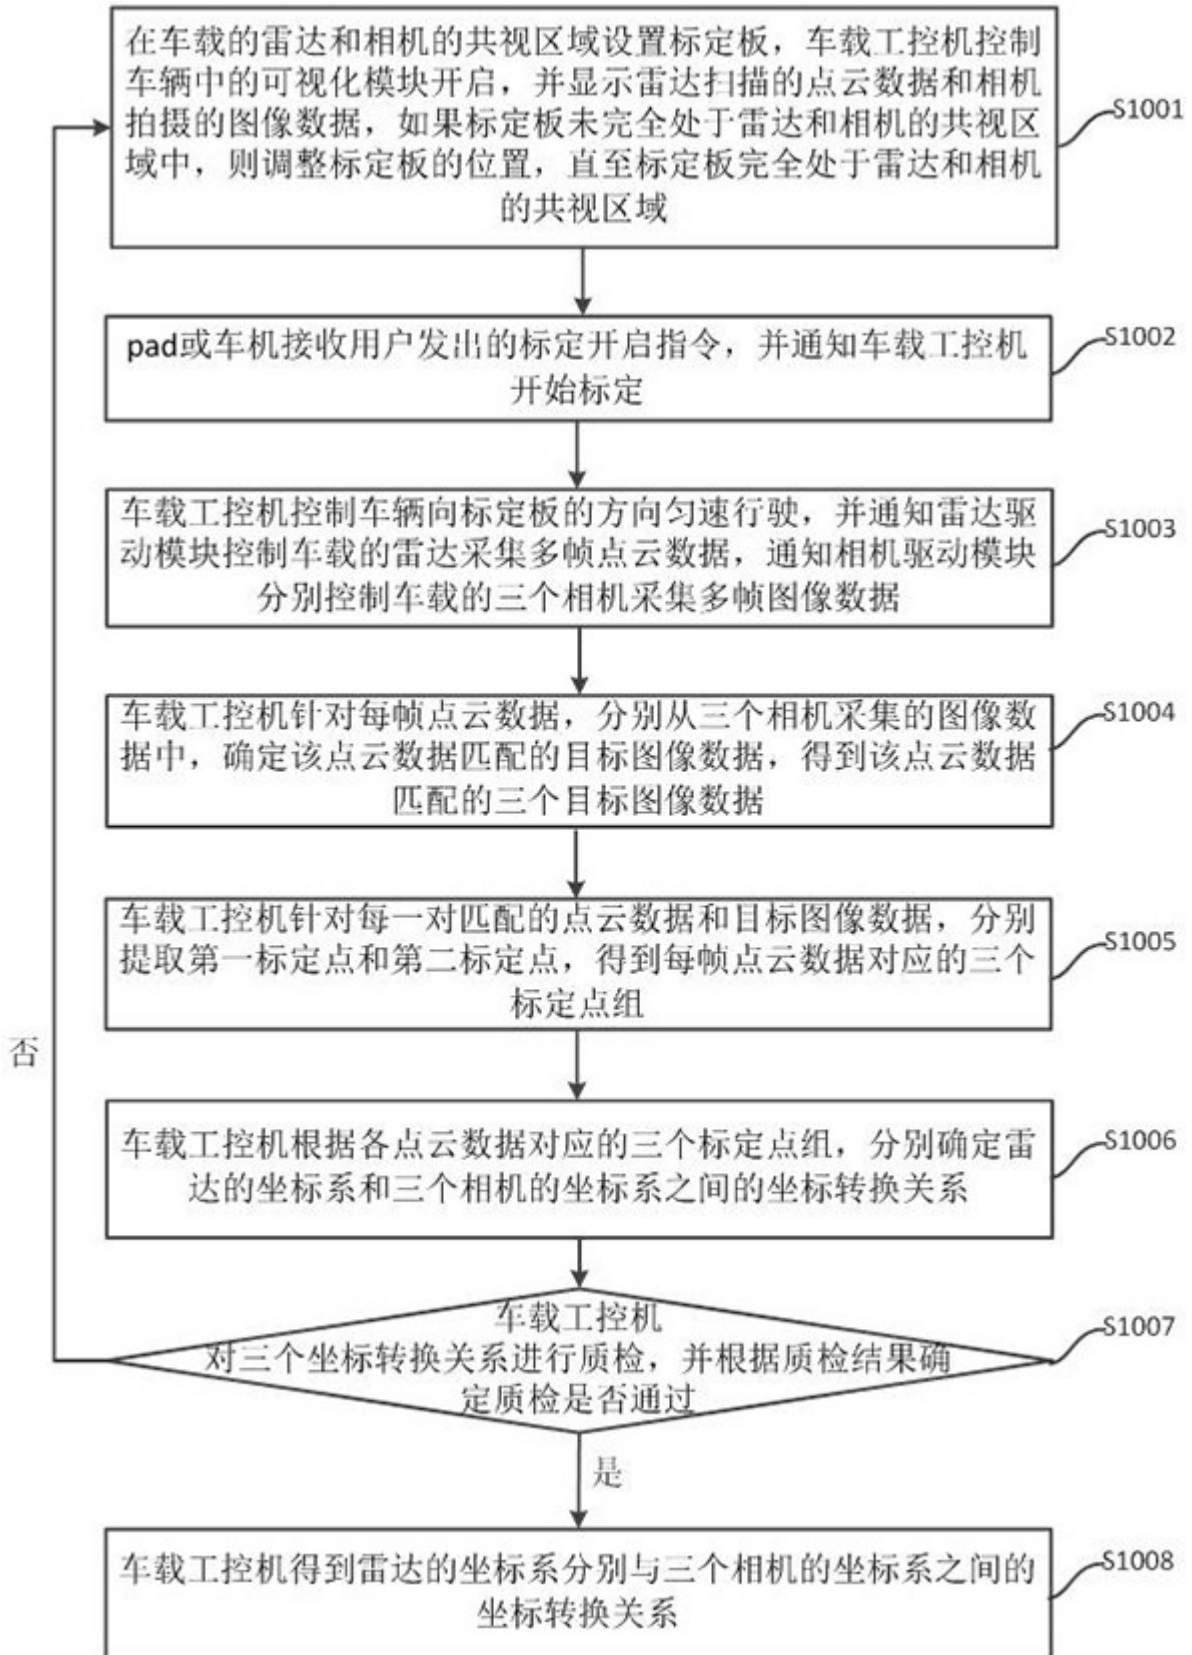 在车载的雷达和相机的共视区域设置标定板，车载工控机控制
车辆中的可视化模块开启，并显示雷达扫描的点云数据和相机
拍摄的图像数据，如果标定板未完全处于雷达和相机的共视区
域中，则调整标定板的位置，直至标定板完全处于雷达和相机
的共视区域
S1001
pad或车机接收用户发出的标定开启指令，并通知车载工控机
开始标定
S1002
车载工控机控制车辆向标定板的方向匀速行驶，并通知雷达驱
动模块控制车载的雷达采集多帧点云数据，通知相机驱动模块
分别控制车载的三个相机采集多帧图像数据
S1003
车载工控机针对每帧点云数据，分别从三个相机采集的图像数
据中，确定该点云数据匹配的目标图像数据，得到该点云数据
匹配的三个目标图像数据
S1004
车载工控机针对每一对匹配的点云数据和目标图像数据，分别
提取第一标定点和第二标定点，得到每帧点云数据对应的三个
标定点组
S1005
车载工控机根据各点云数据对应的三个标定点组，分别确定雷
达的坐标系和三个相机的坐标系之间的坐标转换关系
S1006
车载工控机
对三个坐标转换关系进行质检，并根据质检结果确
定质检是否通过
S1007
否
是
车载工控机得到雷达的坐标系分别与三个相机的坐标系之间的
坐标转换关系
S1008